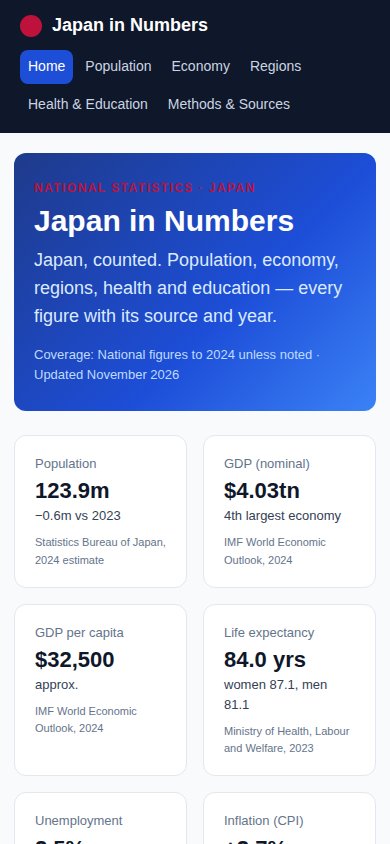 Japan in Numbers
Home Population Economy Regions
Health & Education Methods & Sources
NATIONAL STATISTICS · JAPAN
Japan in Numbers
Japan, counted. Population, economy,
regions, health and education — every
figure with its source and year.
Coverage: National figures to 2024 unless noted ·
Updated November 2026
Population
123.9m
−0.6m vs 2023
Statistics Bureau of Japan,
2024 estimate
GDP (nominal)
$4.03tn
4th largest economy
IMF World Economic
Outlook, 2024
GDP per capita
$32,500
approx.
IMF World Economic
Outlook, 2024
Life expectancy
84.0 yrs
women 87.1, men
81.1
Ministry of Health, Labour
and Welfare, 2023
Unemployment
Inflation (CPI)